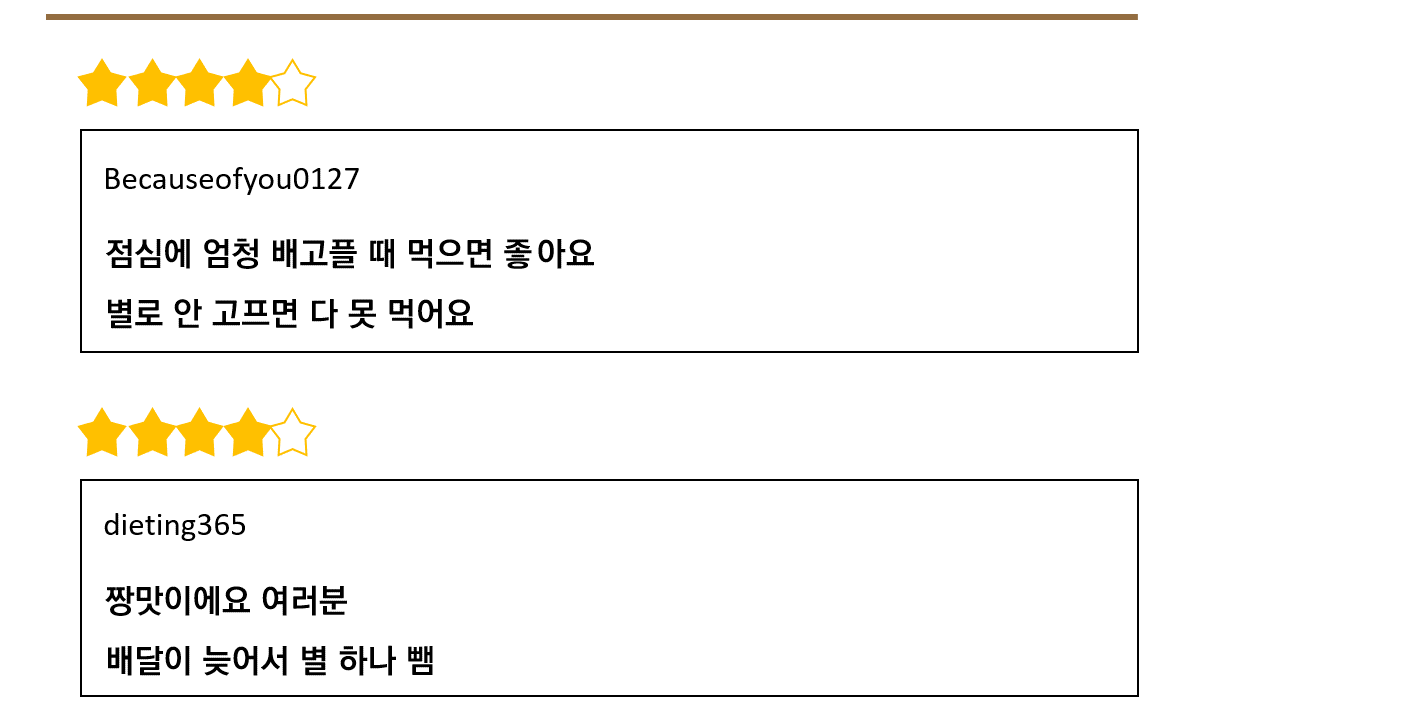 Becauseofyou0127
점심에 엄청 배고플 때 먹으면 좋아요
별로 안 고프면 다 못 먹어요
dieting365
짱맛이에요 여러분
배달이 늦어서 별 하나 뺌